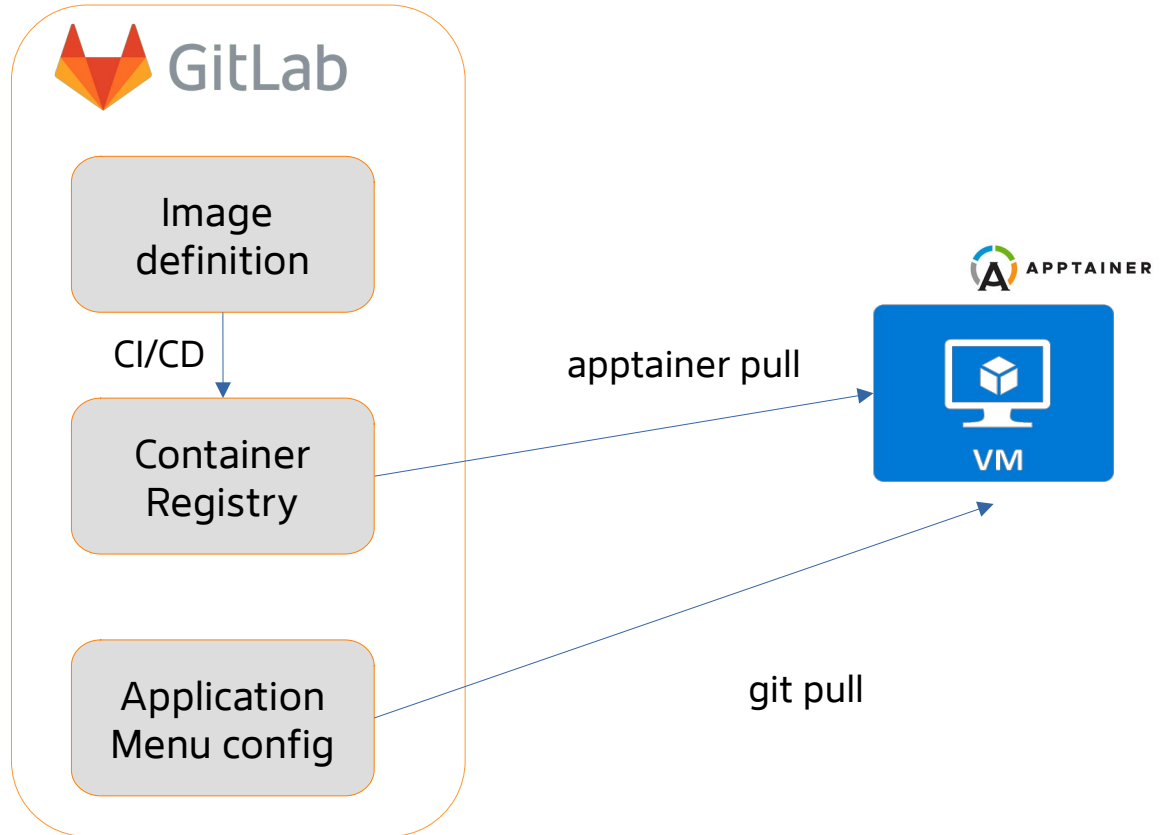 GitLab
Image
definition
CI/CD
Container
Registry
Application
Menu config
apptainer pull
git pull
APPTAINER
VM